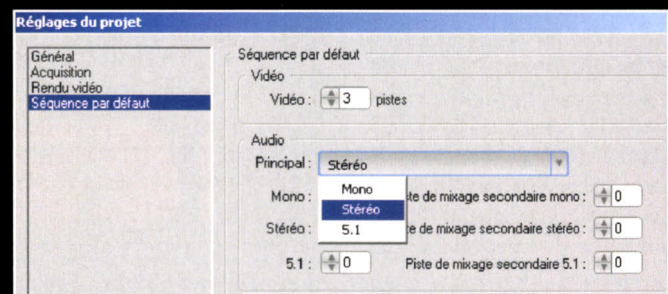 Réglages du projet
Général
Acquisition
Rendu vidéo
Séquence par défaut
Séquence par défaut
Vidéo
Vidéo : 3 pistes
Audio
Principal : Stéréo
Mono
Stéréo
5.1
Mono : de mixage secondaire mono : 0
Stéréo : de mixage secondaire stéréo : 0
5.1 : 0 Piste de mixage secondaire 5.1 : 0